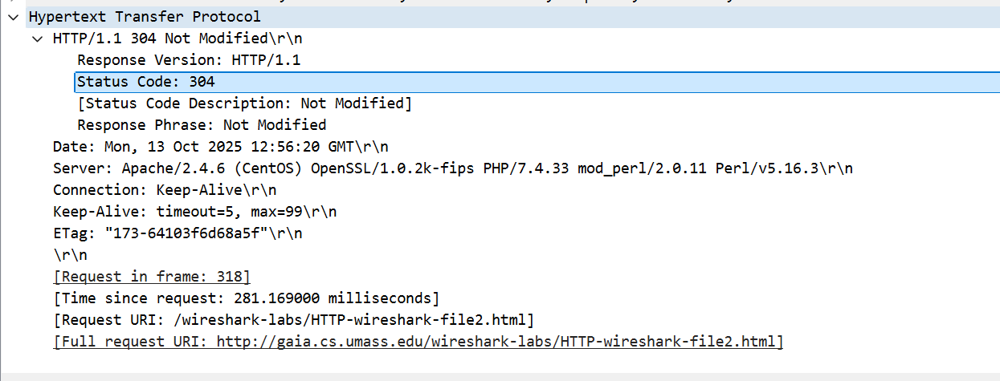 Hypertext Transfer Protocol
HTTP/1.1 304 Not Modified\r\n
Response Version: HTTP/1.1
Status Code: 304
[Status Code Description: Not Modified]
Response Phrase: Not Modified
Date: Mon, 13 Oct 2025 12:56:20 GMT\r\n
Server: Apache/2.4.6 (CentOS) OpenSSL/1.0.2k-fips PHP/7.4.33 mod_perl/2.0.11 Perl/v5.16.3\r\n
Connection: Keep-Alive\r\n
Keep-Alive: timeout=5, max=99\r\n
ETag: "173-64103f6d68a5f"\r\n
\r\n
[Request in frame: 318]
[Time since request: 281.169000 milliseconds]
[Request URI: /wireshark-labs/HTTP-wireshark-file2.html]
[Full request URI: http://gaia.cs.umass.edu/wireshark-labs/HTTP-wireshark-file2.html]